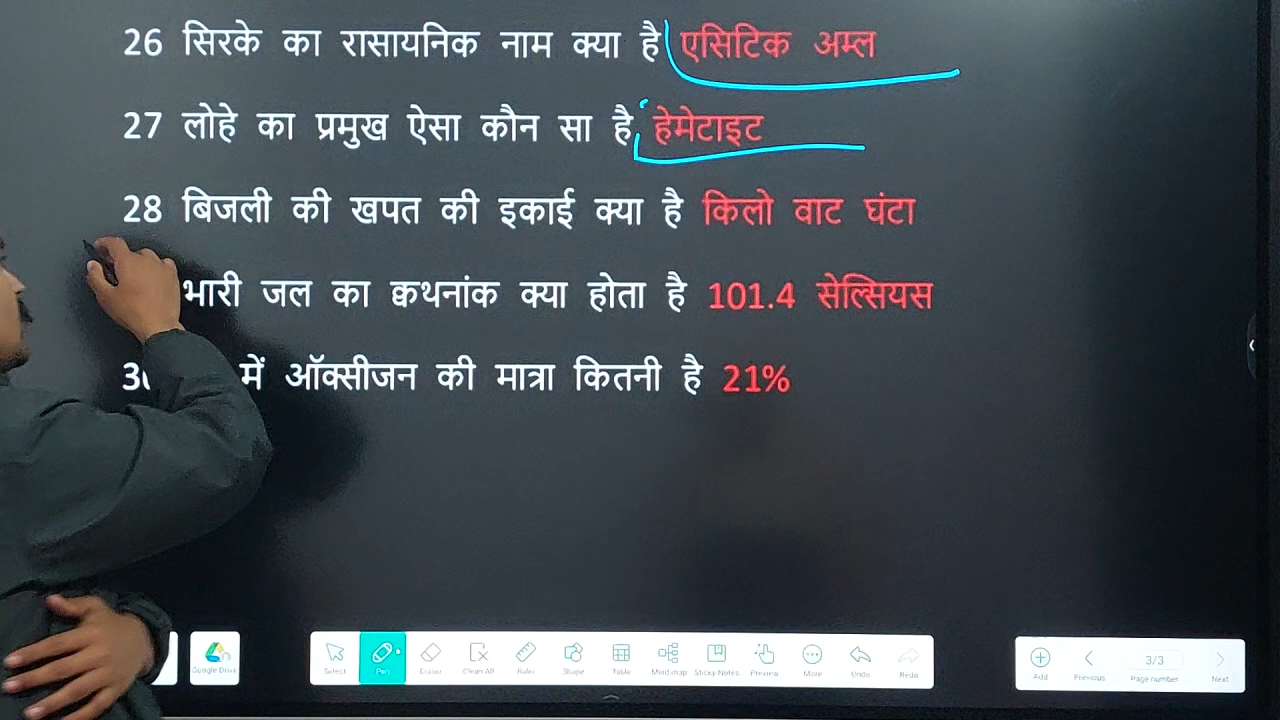 26 सिरके का रासायनिक नाम क्या है एसिटिक अम्ल
27 लोहे का प्रमुख ऐसा कौन सा है हेमेटाइट
28 बिजली की खपत की इकाई क्या है किलो वाट घंटा
भारी जल का क्वथनांक क्या होता है 101.4 सेल्सियस
में ऑक्सीजन की मात्रा कितनी है 21%
Google Drive
Select Pen Eraser Clean All Ruler Shape Table Mind map Sticky Notes Preview More Undo Redo
3/3
Add Previous Page number Next